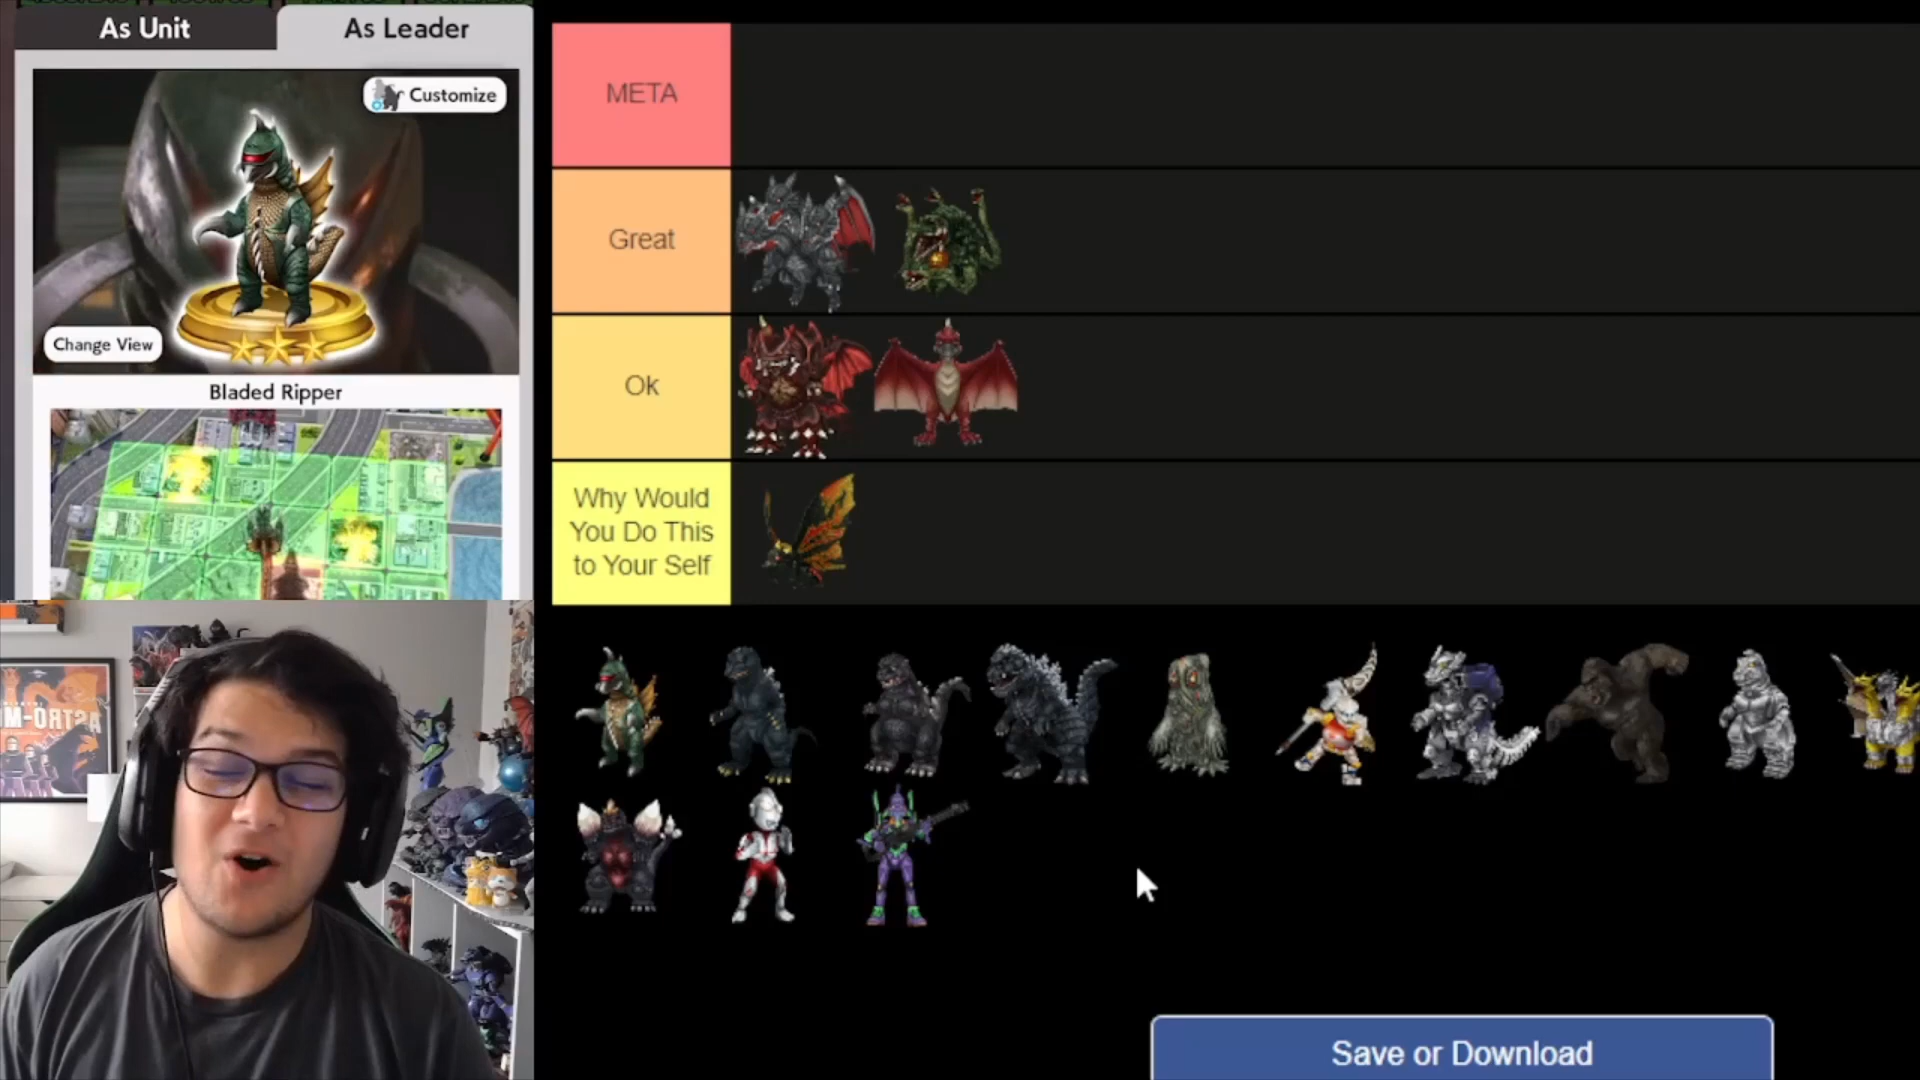 As Unit
As Leader
Customize
Change View
Bladed Ripper
META
Great
Ok
Why Would
You Do This
to Your Self
Save or Download